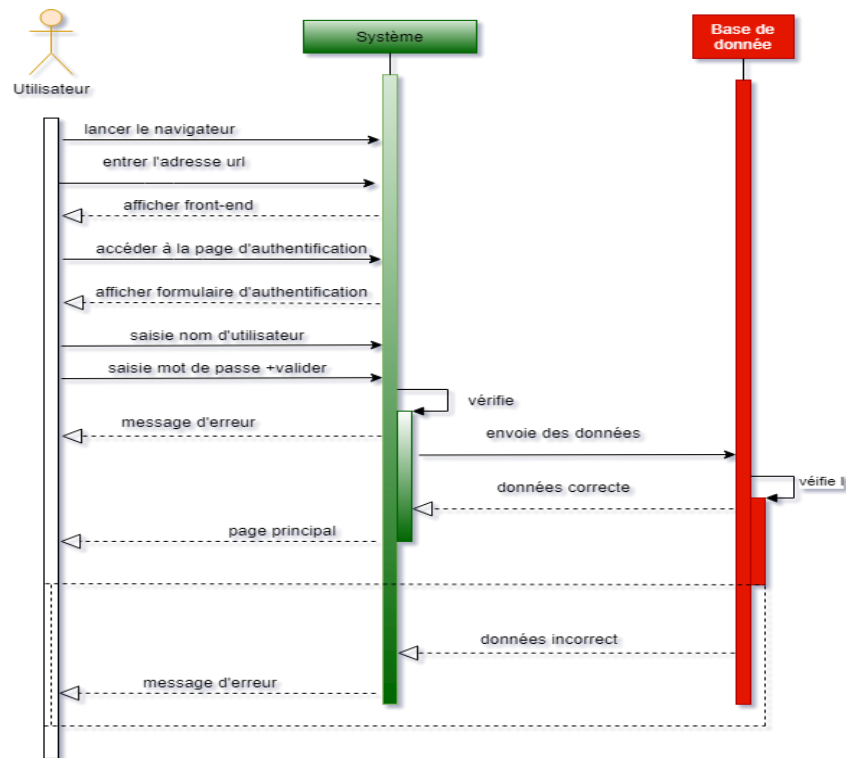 Système
Base de
donnée
Utilisateur
lancer le navigateur
entrer l'adresse url
afficher front-end
accéder à la page d'authentification
afficher formulaire d'authentification
saisie nom d'utilisateur
saisie mot de passe +valider
vérifie
message d'erreur
envoie des données
véifie
données correcte
page principal
données incorrect
message d'erreur